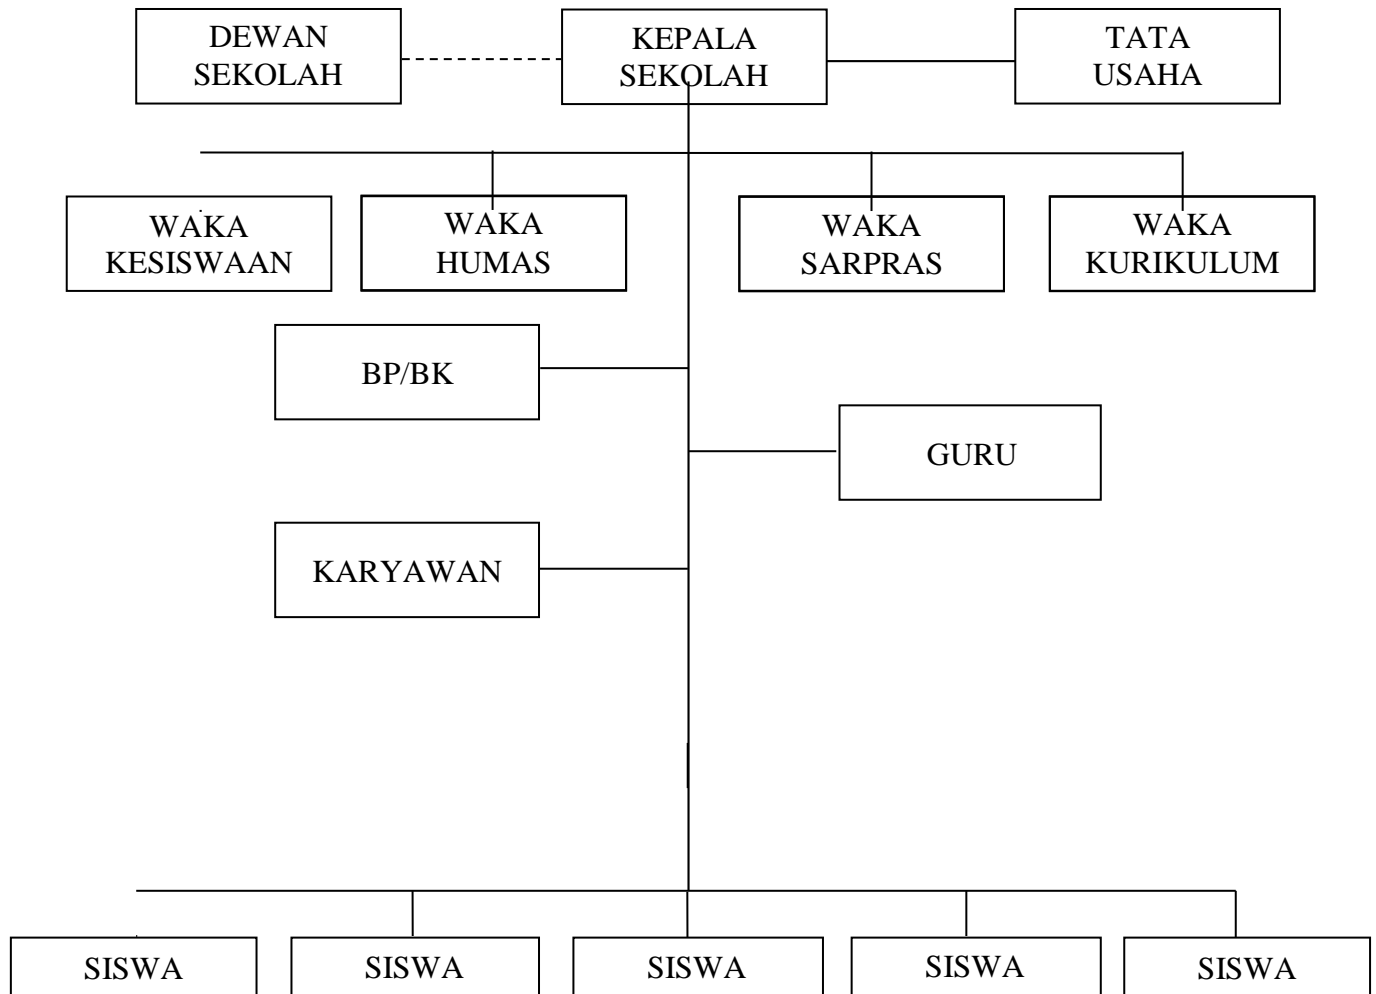 DEWAN
SEKOLAH
KEPALA
SEKOLAH
TATA
USAHA
WAKA
KESISWAAN
WAKA
HUMAS
WAKA
SARPRAS
WAKA
KURIKULUM
BP/BK
GURU
KARYAWAN
SISWA
SISWA
SISWA
SISWA
SISWA